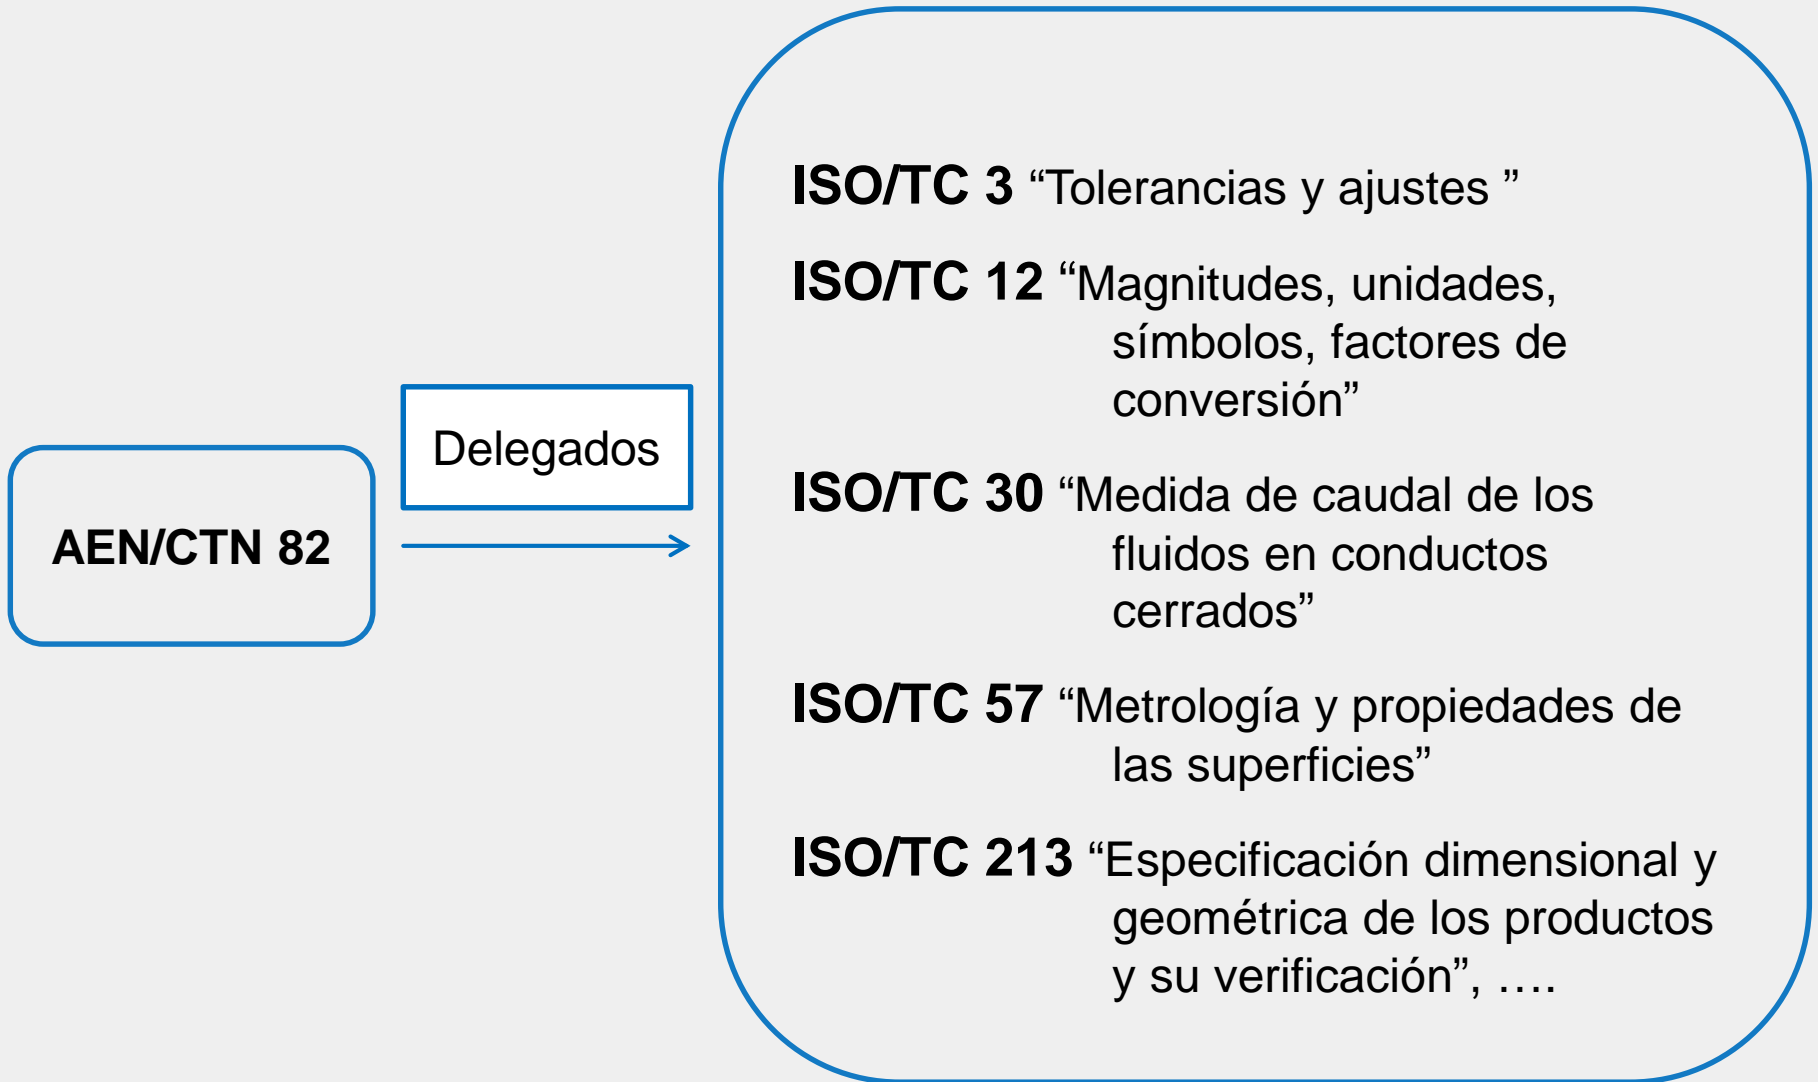 AEN/CTN 82
Delegados
ISO/TC 3 “Tolerancias y ajustes ”
ISO/TC 12 “Magnitudes, unidades,
símbolos, factores de
conversión”
ISO/TC 30 “Medida de caudal de los
fluidos en conductos
cerrados”
ISO/TC 57 “Metrología y propiedades de
las superficies”
ISO/TC 213 “Especificación dimensional y
geométrica de los productos
y su verificación”, ….